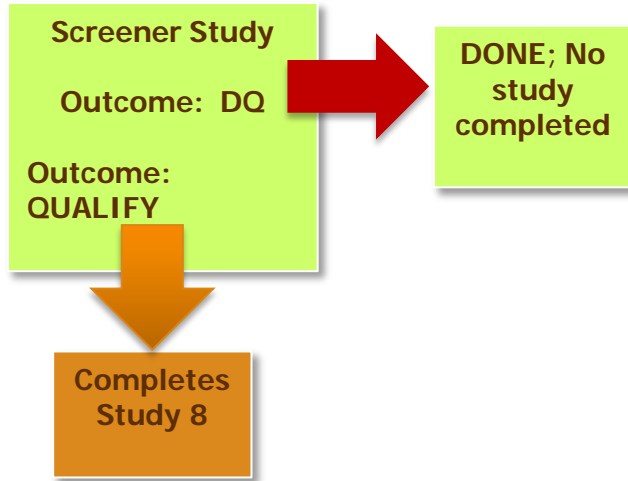 Screener Study
Outcome: DQ
Outcome:
QUALIFY
DONE; No
study
completed
Completes
Study 8